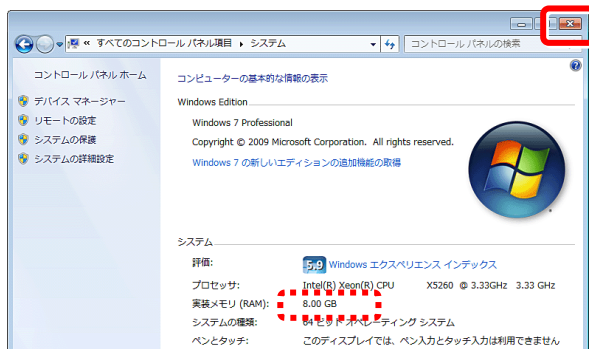 « すべてのコントロール パネル項目 ▸ システム
コントロール パネルの検索
コントロール パネル ホーム
デバイス マネージャー
リモートの設定
システムの保護
システムの詳細設定
コンピューターの基本的な情報の表示
Windows Edition
Windows 7 Professional
Copyright © 2009 Microsoft Corporation. All rights reserved.
Windows 7 の新しいエディションの追加機能の取得
システム
評価: 5.9 Windows エクスペリエンス インデックス
プロセッサ: Intel(R) Xeon(R) CPU X5260 @ 3.33GHz 3.33 GHz
実装メモリ (RAM): 8.00 GB
システムの種類: 64 ビット オペレーティング システム
ペンとタッチ: このディスプレイでは、ペン入力とタッチ入力は利用できません